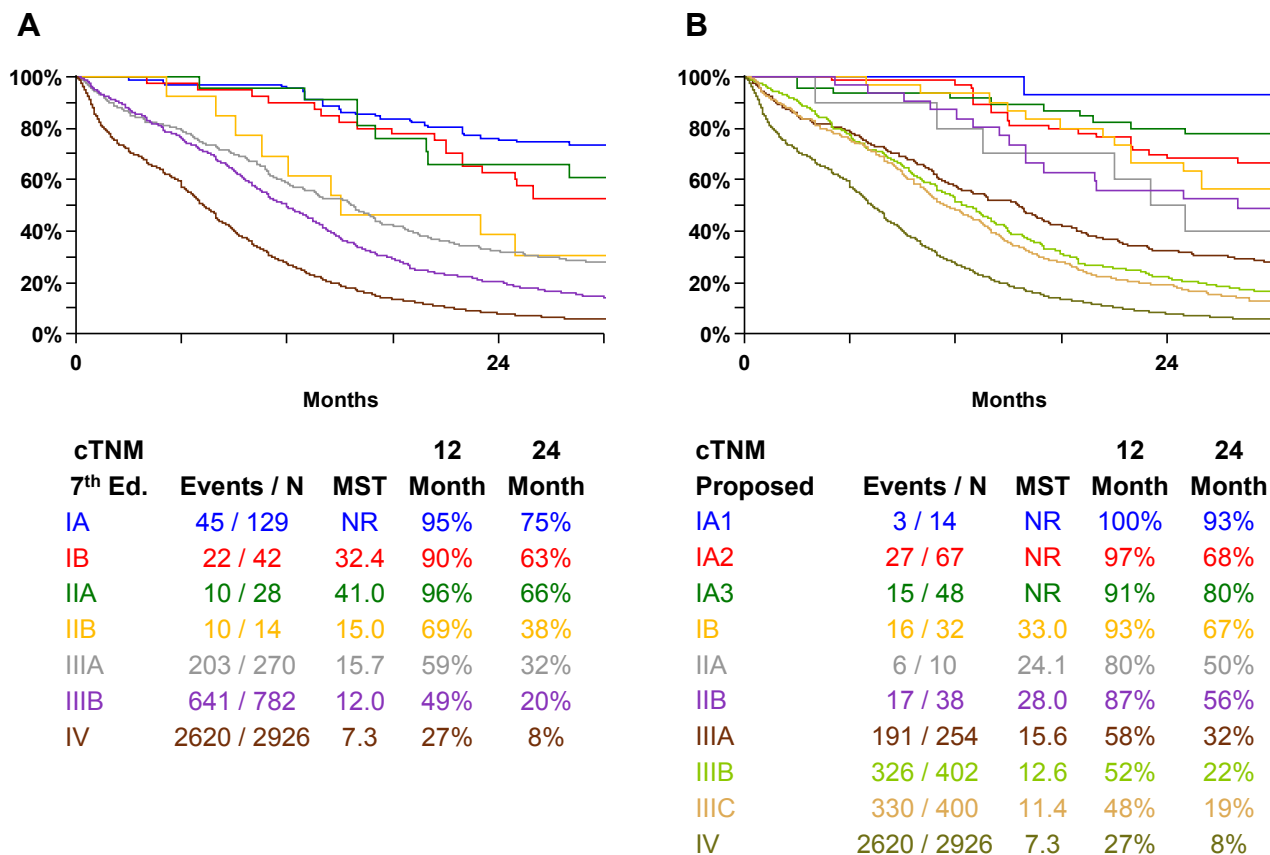 A
100%
80%
60%
40%
20%
0%
0 24
Months
cTNM 12 24
7th Ed. Events / N MST Month Month
IA 45 / 129 NR 95% 75%
IB 22 / 42 32.4 90% 63%
IIA 10 / 28 41.0 96% 66%
IIB 10 / 14 15.0 69% 38%
IIIA 203 / 270 15.7 59% 32%
IIIB 641 / 782 12.0 49% 20%
IV 2620 / 2926 7.3 27% 8%
B
100%
80%
60%
40%
20%
0%
0 24
Months
cTNM 12 24
Proposed Events / N MST Month Month
IA1 3 / 14 NR 100% 93%
IA2 27 / 67 NR 97% 68%
IA3 15 / 48 NR 91% 80%
IB 16 / 32 33.0 93% 67%
IIA 6 / 10 24.1 80% 50%
IIB 17 / 38 28.0 87% 56%
IIIA 191 / 254 15.6 58% 32%
IIIB 326 / 402 12.6 52% 22%
IIIC 330 / 400 11.4 48% 19%
IV 2620 / 2926 7.3 27% 8%